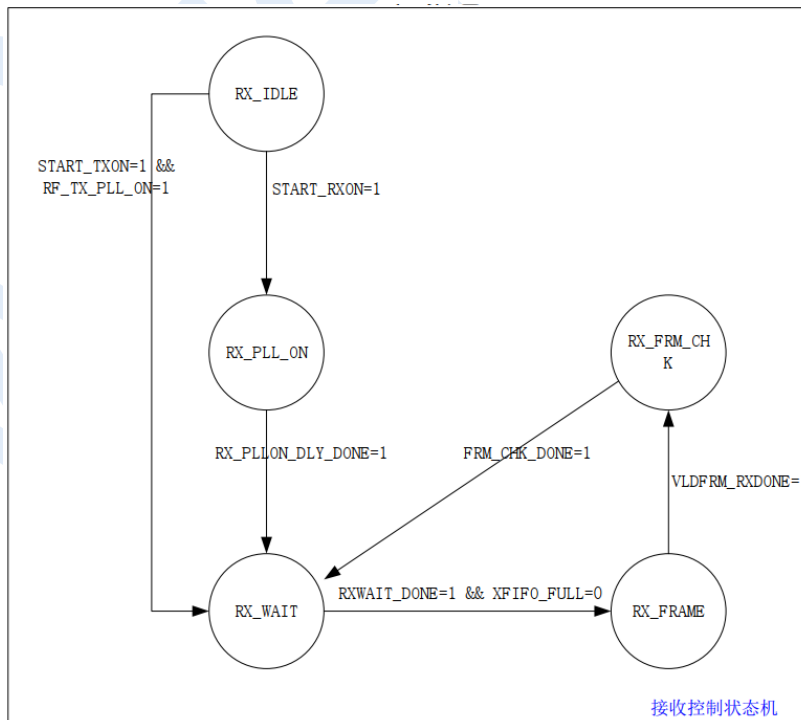 RX_IDLE
START_TXON=1 &&
RF_TX_PLL_ON=1
START_RXON=1
RX_PLL_ON
RX_FRM_CH
K
RX_PLLON_DLY_DONE=1
FRM_CHK_DONE=1
VLDFRM_RXDONE=
RXWAIT_DONE=1 && XFIFO_FULL=0
RX_WAIT
RX_FRAME
接收控制状态机